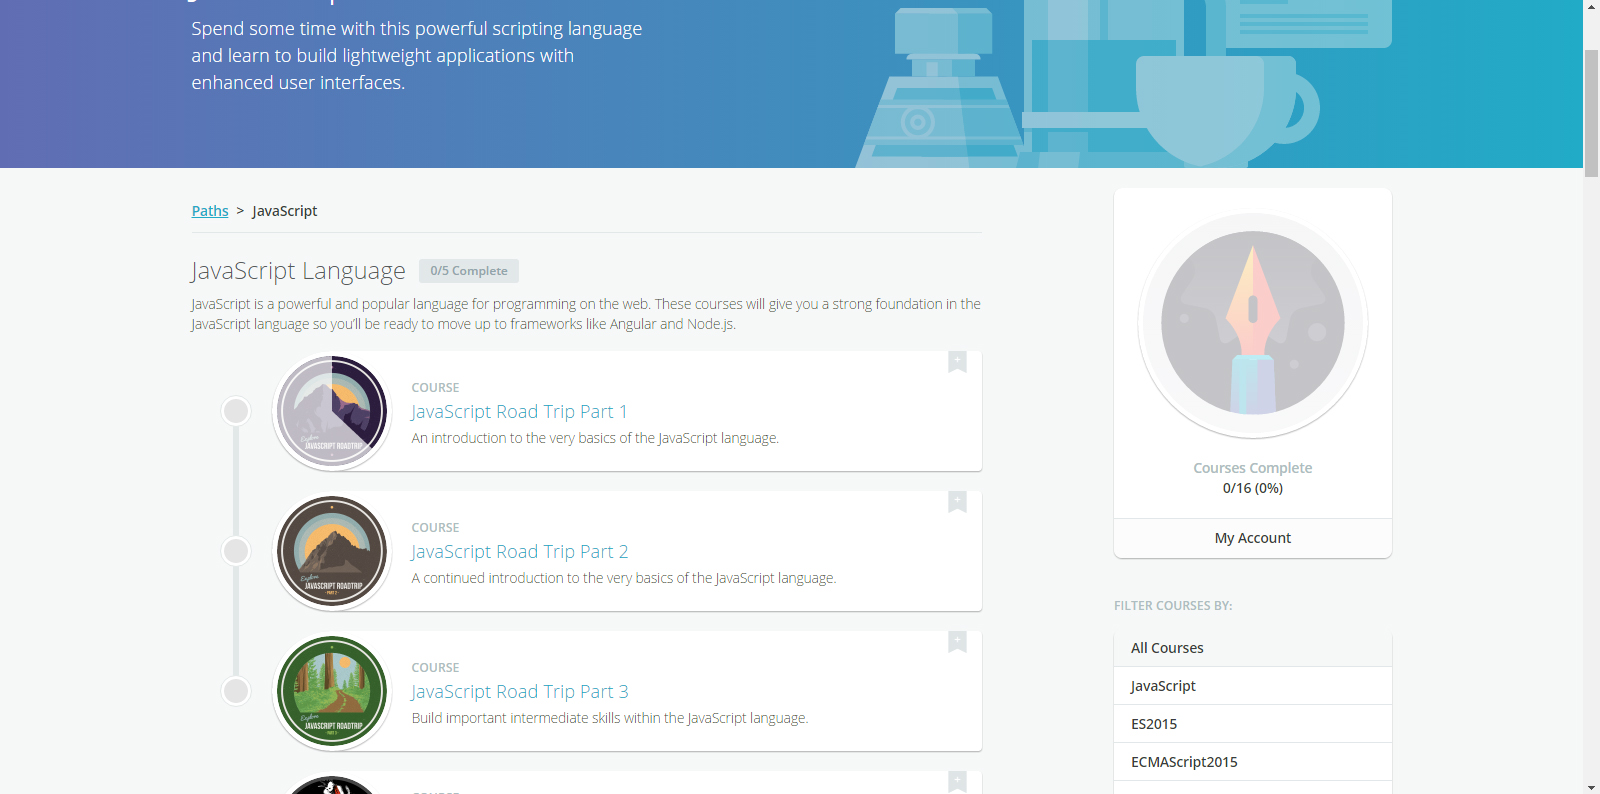 Spend some time with this powerful scripting language
and learn to build lightweight applications with
enhanced user interfaces.
Paths > JavaScript
JavaScript Language 0/5 Complete
JavaScript is a powerful and popular language for programming on the web. These courses will give you a strong foundation in the
JavaScript language so you'll be ready to move up to frameworks like Angular and Node.js.
Explore
JAVASCRIPT ROADTRIP
COURSE
JavaScript Road Trip Part 1
An introduction to the very basics of the JavaScript language.
Explore
JAVASCRIPT ROADTRIP
PART 2
COURSE
JavaScript Road Trip Part 2
A continued introduction to the very basics of the JavaScript language.
Explore
JAVASCRIPT ROADTRIP
PART 3
COURSE
JavaScript Road Trip Part 3
Build important intermediate skills within the JavaScript language.
Courses Complete
0/16 (0%)
My Account
FILTER COURSES BY:
All Courses
JavaScript
ES2015
ECMAScript2015